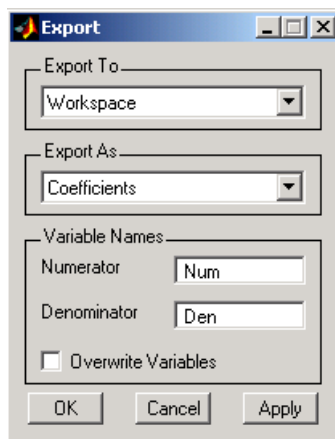 Export
Export To
Workspace
Export As
Coefficients
Variable Names
Numerator Num
Denominator Den
Overwrite Variables
OK Cancel Apply